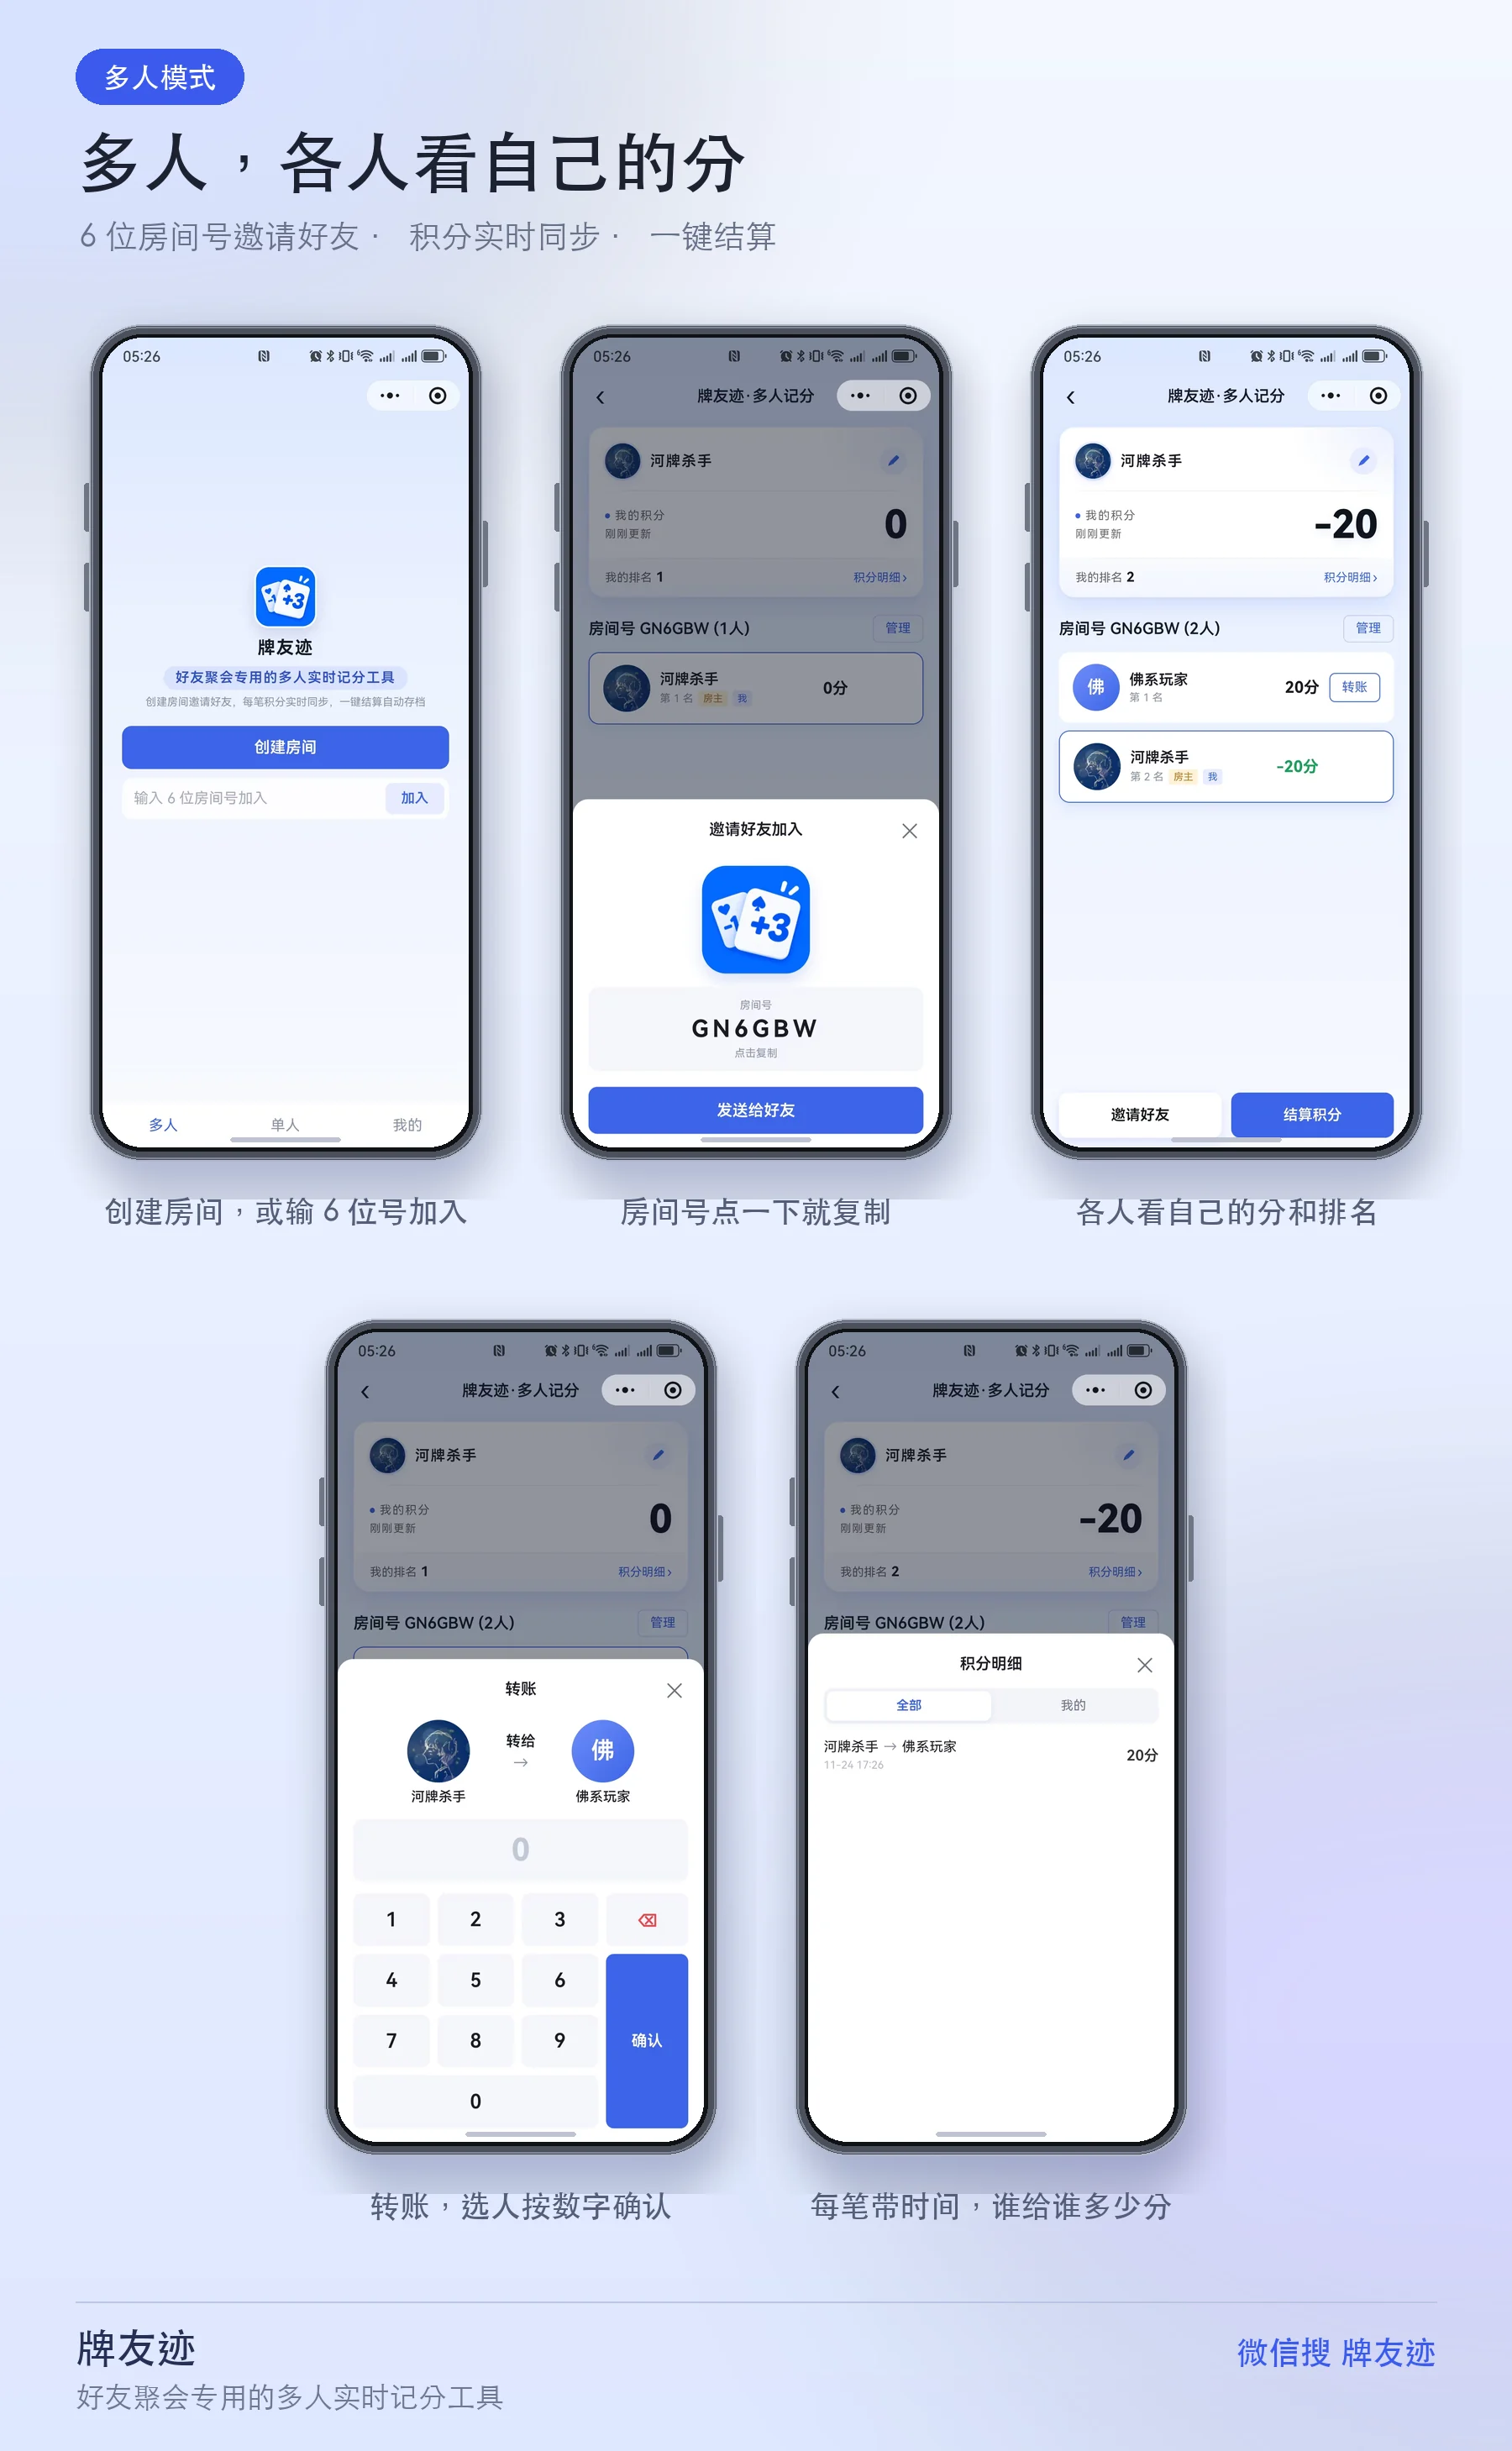 多人模式
多人，各人看自己的分
6 位房间号邀请好友 · 积分实时同步 · 一键结算
05:26
+3
牌友迹
好友聚会专用的多人实时记分工具
创建房间邀请好友，每笔积分实时同步，一键结算自动存档
创建房间
输入 6 位房间号加入 加入
多人 单人 我的
创建房间，或输 6 位号加入
05:26
牌友迹·多人记分
河牌杀手
我的积分
刚刚更新
0
我的排名 1 积分明细›
房间号 GN6GBW (1人) 管理
河牌杀手
第 1 名 房主 我
0分
邀请好友加入
-1 +3
房间号
GN6GBW
点击复制
发送给好友
房间号点一下就复制
05:26
牌友迹·多人记分
河牌杀手
我的积分
刚刚更新
-20
我的排名 2 积分明细›
房间号 GN6GBW (2人) 管理
佛
佛系玩家
第 1 名
20分 转账
河牌杀手
第 2 名 房主 我
-20分
邀请好友 结算积分
各人看自己的分和排名
05:26
牌友迹·多人记分
河牌杀手
我的积分
刚刚更新
0
我的排名 1 积分明细›
房间号 GN6GBW (2人) 管理
转账
转给
→
佛
河牌杀手 佛系玩家
0
1 2 3
4 5 6
7 8 9 确认
0
转账，选人按数字确认
05:26
牌友迹·多人记分
河牌杀手
我的积分
刚刚更新
-20
我的排名 2 积分明细›
房间号 GN6GBW (2人) 管理
积分明细
全部 我的
河牌杀手 → 佛系玩家
11-24 17:26
20分
每笔带时间，谁给谁多少分
牌友迹
好友聚会专用的多人实时记分工具
微信搜 牌友迹